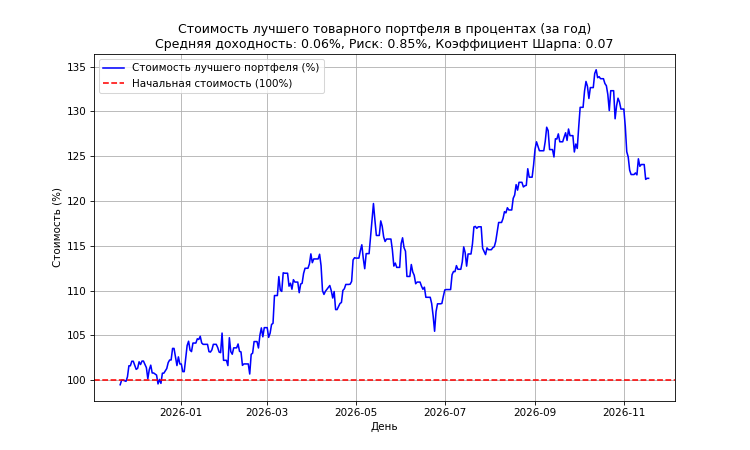 Стоимость лучшего товарного портфеля в процентах (за год)
Средняя доходность: 0.06%, Риск: 0.85%, Коэффициент Шарпа: 0.07
Стоимость лучшего портфеля (%)
Начальная стоимость (100%)
Стоимость (%)
135
130
125
120
115
110
105
100
2026-01
2026-03
2026-05
2026-07
2026-09
2026-11
День